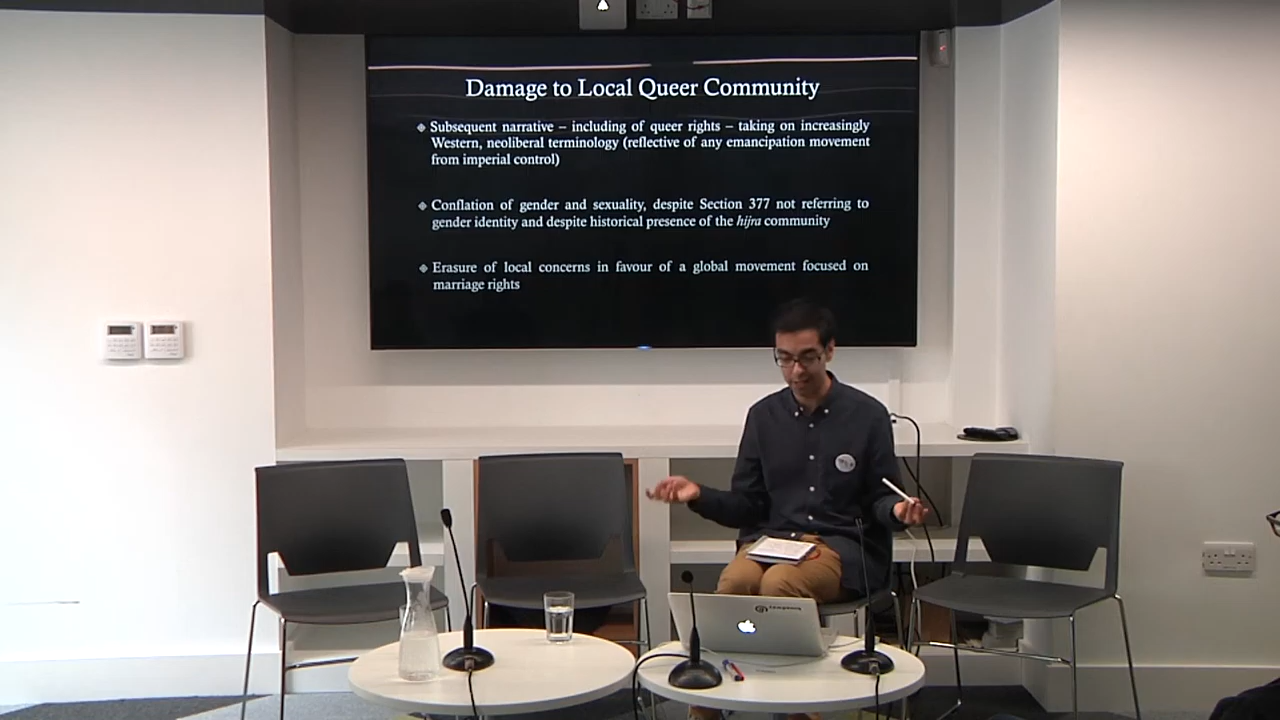 Damage to Local Queer Community
Subsequent narrative – including of queer rights – taking on increasingly
Western, neoliberal terminology (reflective of any emancipation movement
from imperial control)
Conflation of gender and sexuality, despite Section 377 not referring to
gender identity and despite historical presence of the hijra community
Erasure of local concerns in favour of a global movement focused on
marriage rights